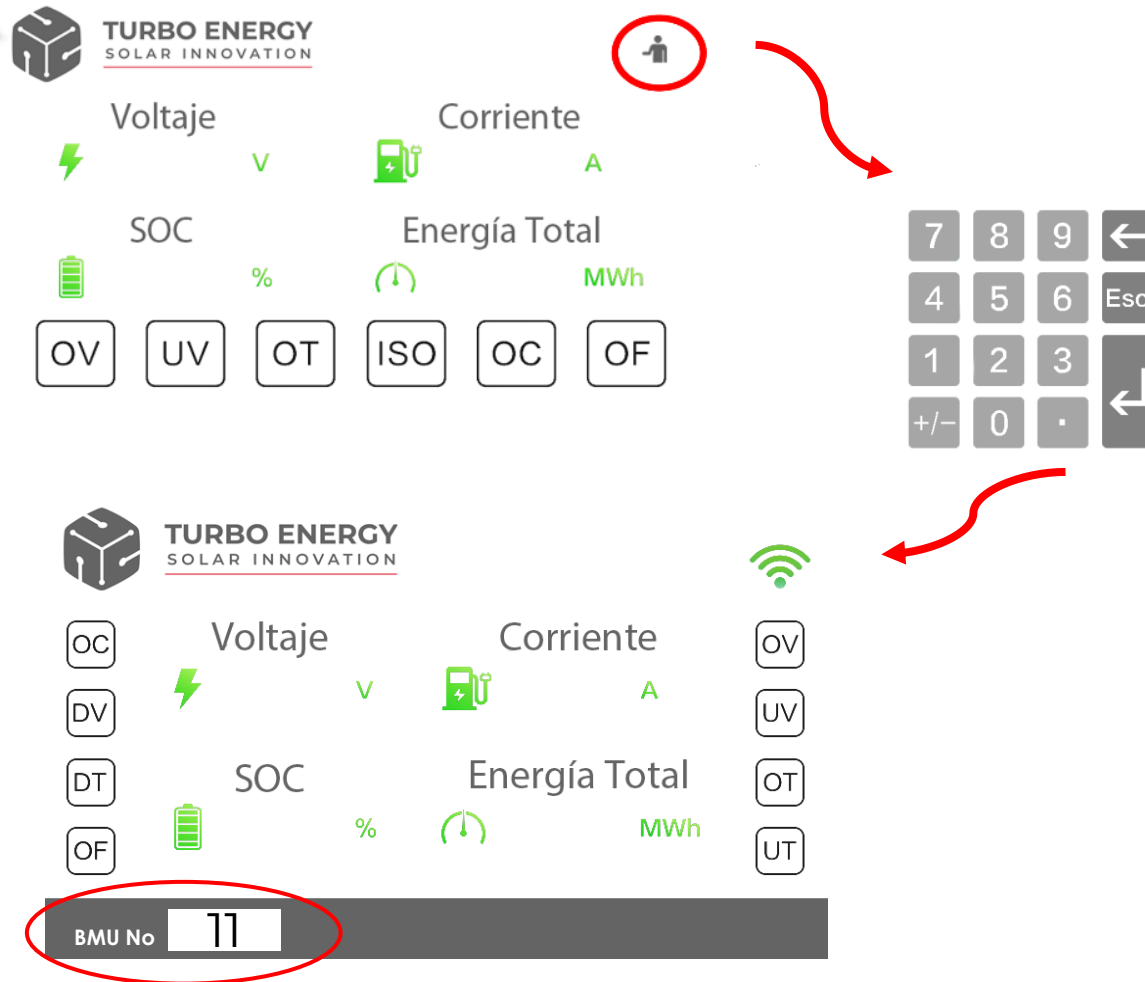 TURBO ENERGY
SOLAR INNOVATION
Voltaje Corriente
V A
SOC Energía Total
% MWh
OV UV OT ISO OC OF
7 8 9
4 5 6 Esc
1 2 3
+/− 0 .
TURBO ENERGY
SOLAR INNOVATION
OC Voltaje Corriente OV
V A
DV UV
DT SOC Energía Total OT
% MWh
OF UT
BMU No 11